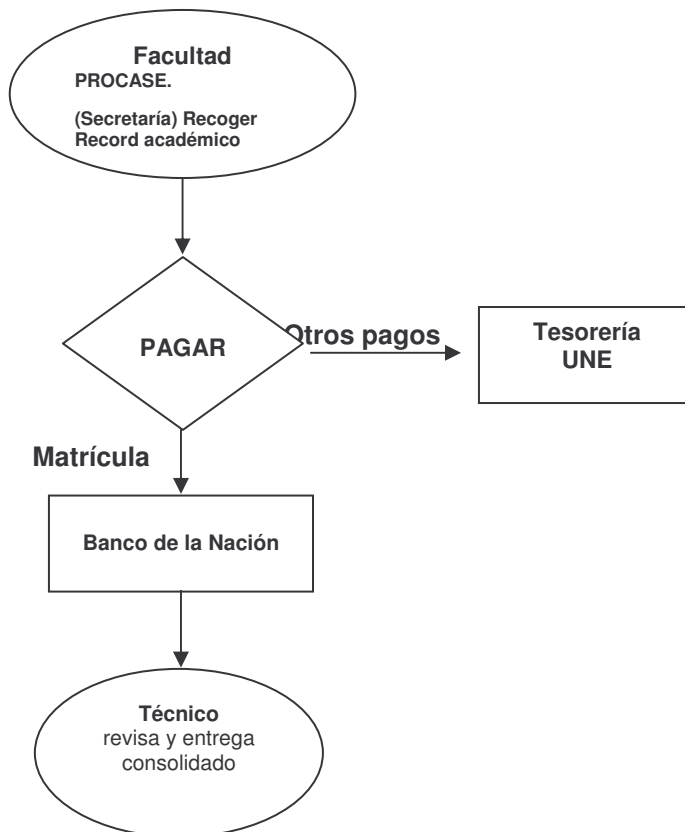 Facultad
PROCASE.
(Secretaría) Recoger
Record académico
PAGAR
Otros pagos
Tesorería
UNE
Matrícula
Banco de la Nación
Técnico
revisa y entrega
consolidado